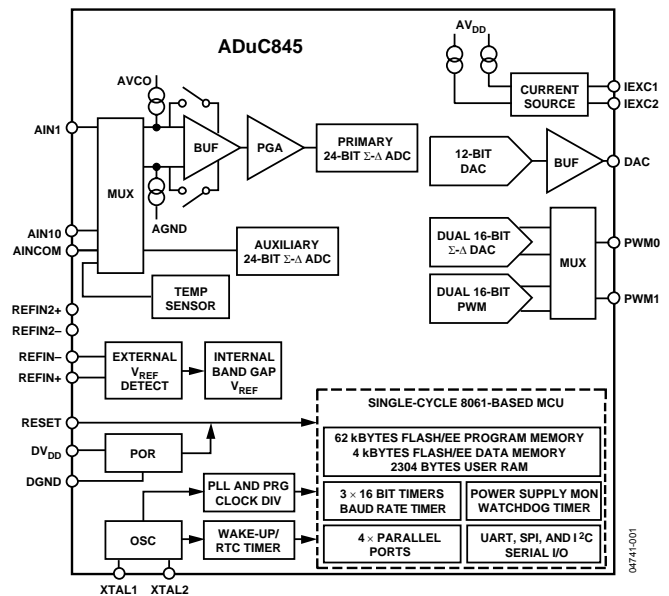 ADuC845
AVCO
AIN1
MUX
BUF
PGA
PRIMARY
24-BIT Σ-Δ ADC
AGND
AIN10
AINCOM
AUXILIARY
24-BIT Σ-Δ ADC
TEMP
SENSOR
REFIN2+
REFIN2–
REFIN–
REFIN+
EXTERNAL
VREF
DETECT
INTERNAL
BAND GAP
VREF
RESET
DVDD
DGND
POR
PLL AND PRG
CLOCK DIV
OSC
WAKE-UP/
RTC TIMER
XTAL1
XTAL2
AVDD
CURRENT
SOURCE
IEXC1
IEXC2
12-BIT
DAC
BUF
DAC
DUAL 16-BIT
Σ-Δ DAC
DUAL 16-BIT
PWM
MUX
PWM0
PWM1
SINGLE-CYCLE 8061-BASED MCU
62 kBYTES FLASH/EE PROGRAM MEMORY
4 kBYTES FLASH/EE DATA MEMORY
2304 BYTES USER RAM
3 × 16 BIT TIMERS
BAUD RATE TIMER
POWER SUPPLY MON
WATCHDOG TIMER
4 × PARALLEL
PORTS
UART, SPI, AND I2C
SERIAL I/O
04741-001